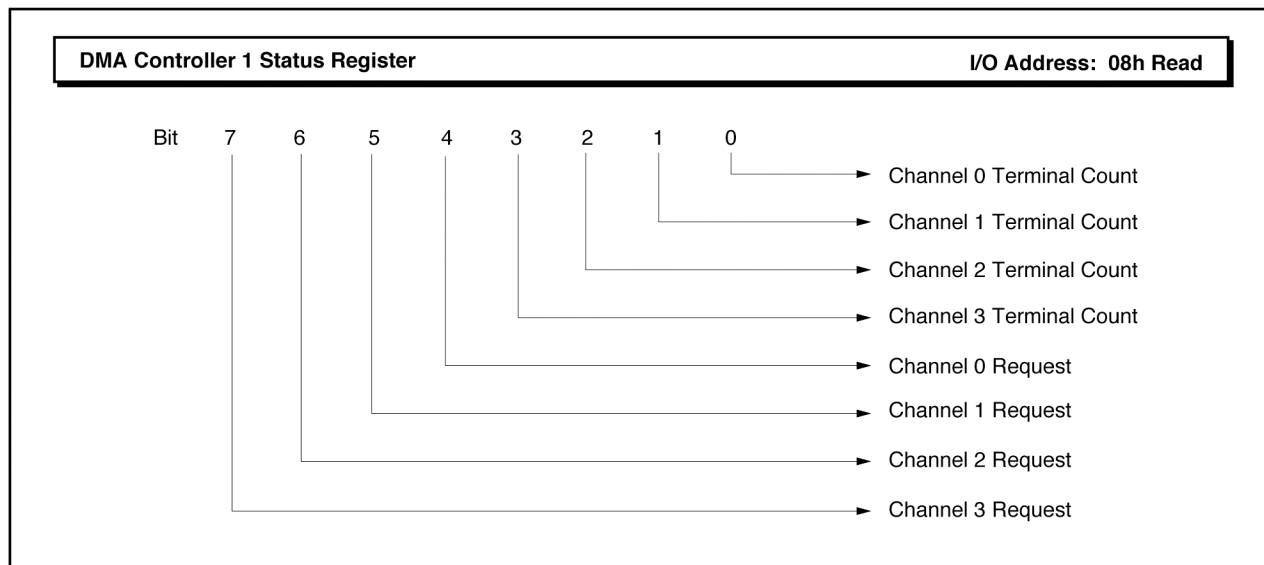 DMA Controller 1 Status Register I/O Address: 08h Read
Bit 7 6 5 4 3 2 1 0
Channel 0 Terminal Count
Channel 1 Terminal Count
Channel 2 Terminal Count
Channel 3 Terminal Count
Channel 0 Request
Channel 1 Request
Channel 2 Request
Channel 3 Request